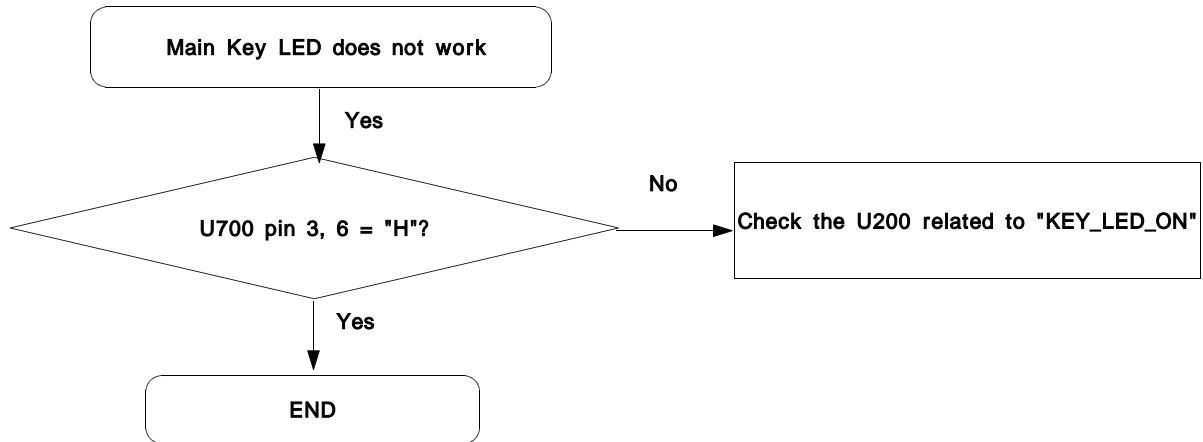 Main Key LED does not work
Yes
U700 pin 3, 6 = "H"?
No
Check the U200 related to "KEY_LED_ON"
Yes
END